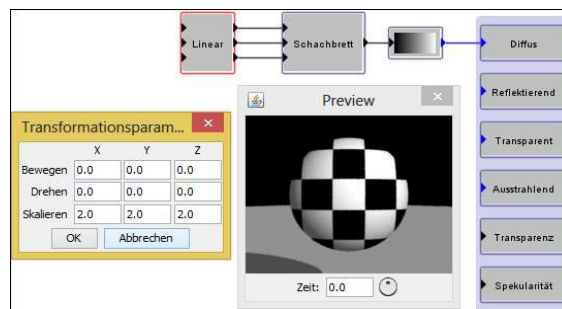 Linear
Schachbrett
Diffus
Reflektierend
Transparent
Ausstrahlend
Transparenz
Spekularität
Transformationsparam...
X Y Z
Bewegen 0.0 0.0 0.0
Drehen 0.0 0.0 0.0
Skalieren 2.0 2.0 2.0
OK Abbrechen
Preview
Zeit: 0.0